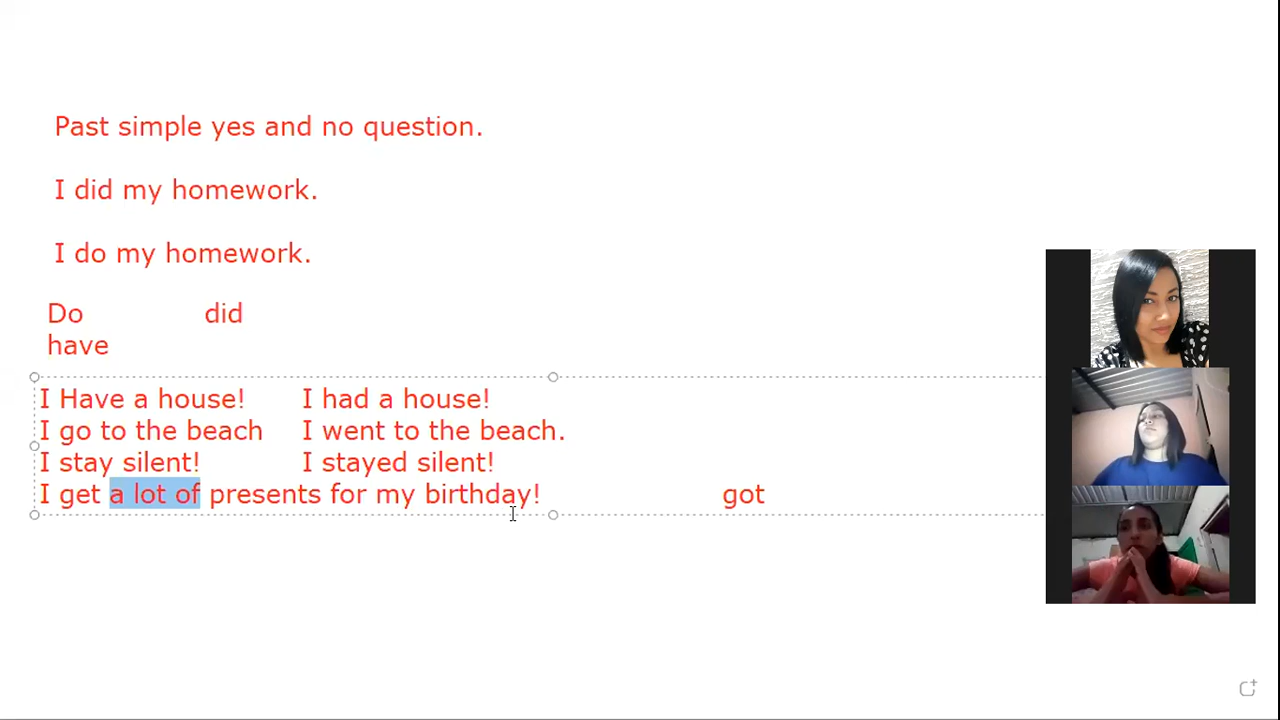 Past simple yes and no question.
I did my homework.
I do my homework.
Do did
have
I Have a house! I had a house!
I go to the beach I went to the beach.
I stay silent! I stayed silent!
I get a lot of presents for my birthday! got